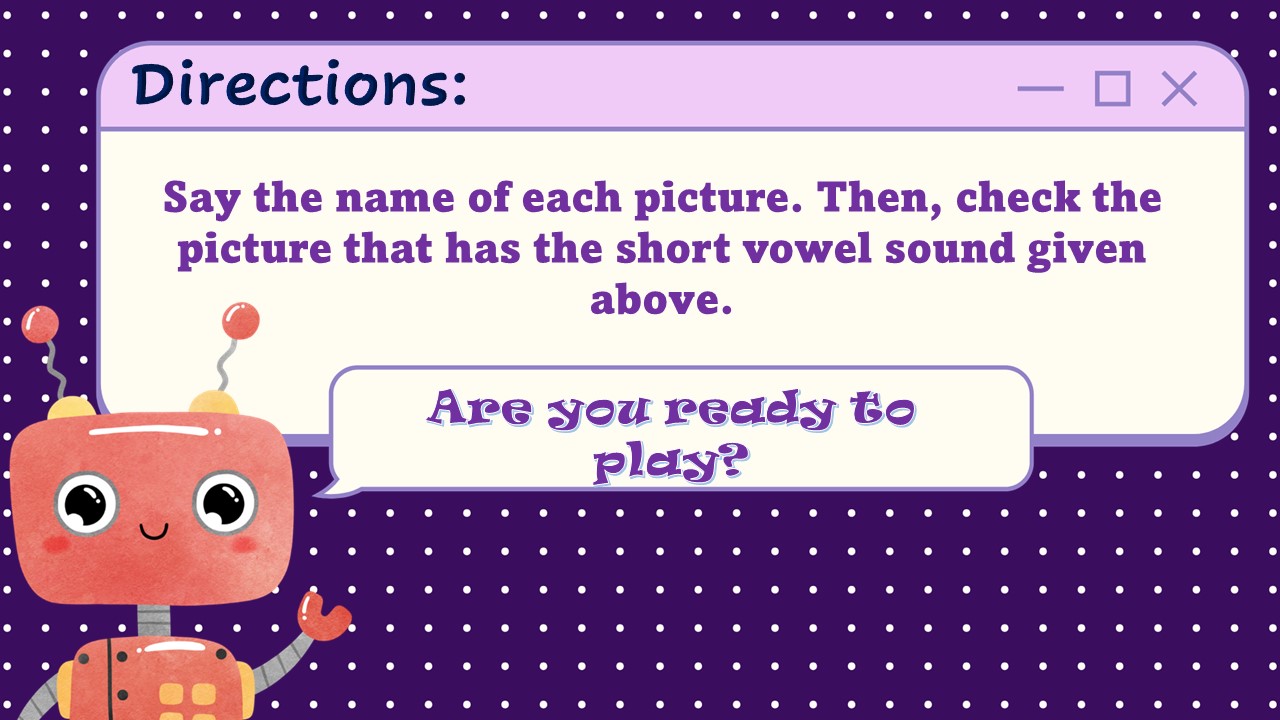 Directions:
Say the name of each picture. Then, check the
picture that has the short vowel sound given
above.
Are you ready to
play?